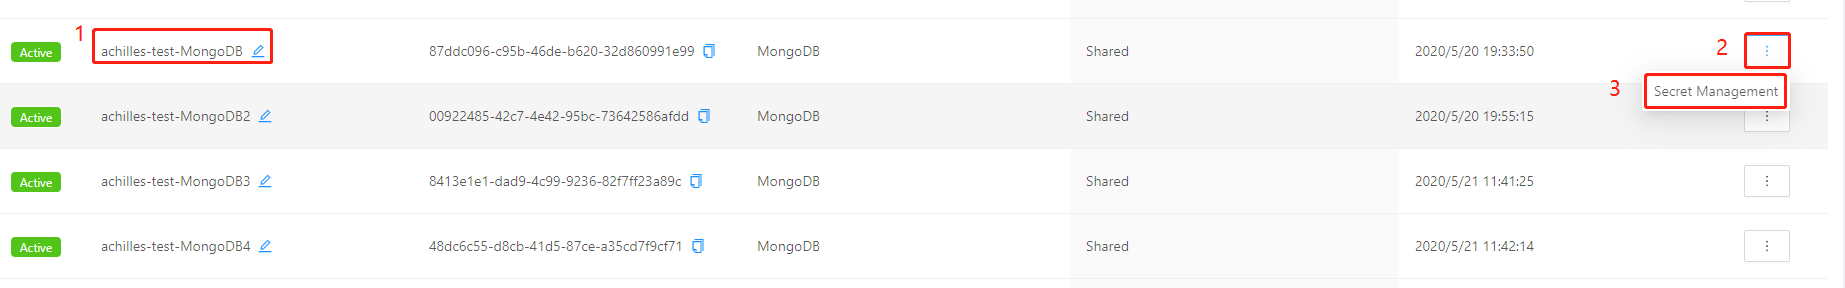 1
2
Active achilles-test-MongoDB 87ddc096-c95b-46de-b620-32d860991e99 MongoDB Shared 2020/5/20 19:33:50
3 Secret Management
Active achilles-test-MongoDB2 00922485-42c7-4e42-95bc-73642586afdd MongoDB Shared 2020/5/20 19:55:15
Active achilles-test-MongoDB3 8413e1e1-dad9-4c99-9236-82f7ff23a89c MongoDB Shared 2020/5/21 11:41:25
Active achilles-test-MongoDB4 48dc6c55-d8cb-41d5-87ce-a35cd7f9cf71 MongoDB Shared 2020/5/21 11:42:14